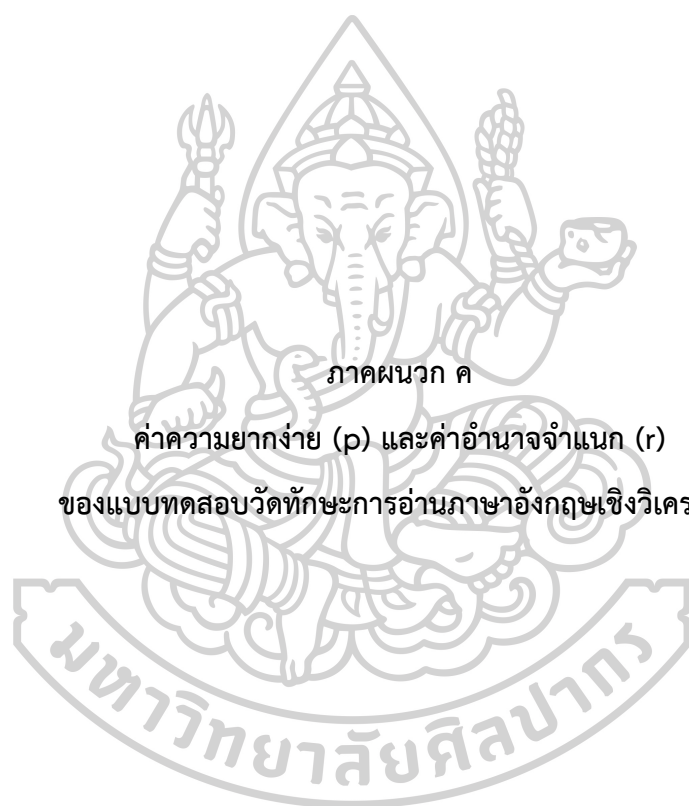 ภาคผนวก ค
ค่าความยากง่าย (p) และค่าอำนาจจำแนก (r)
ของแบบทดสอบวัดทักษะการอ่านภาษาอังกฤษเชิงวิเคร
มหาวิทยาลัยศิลปากร